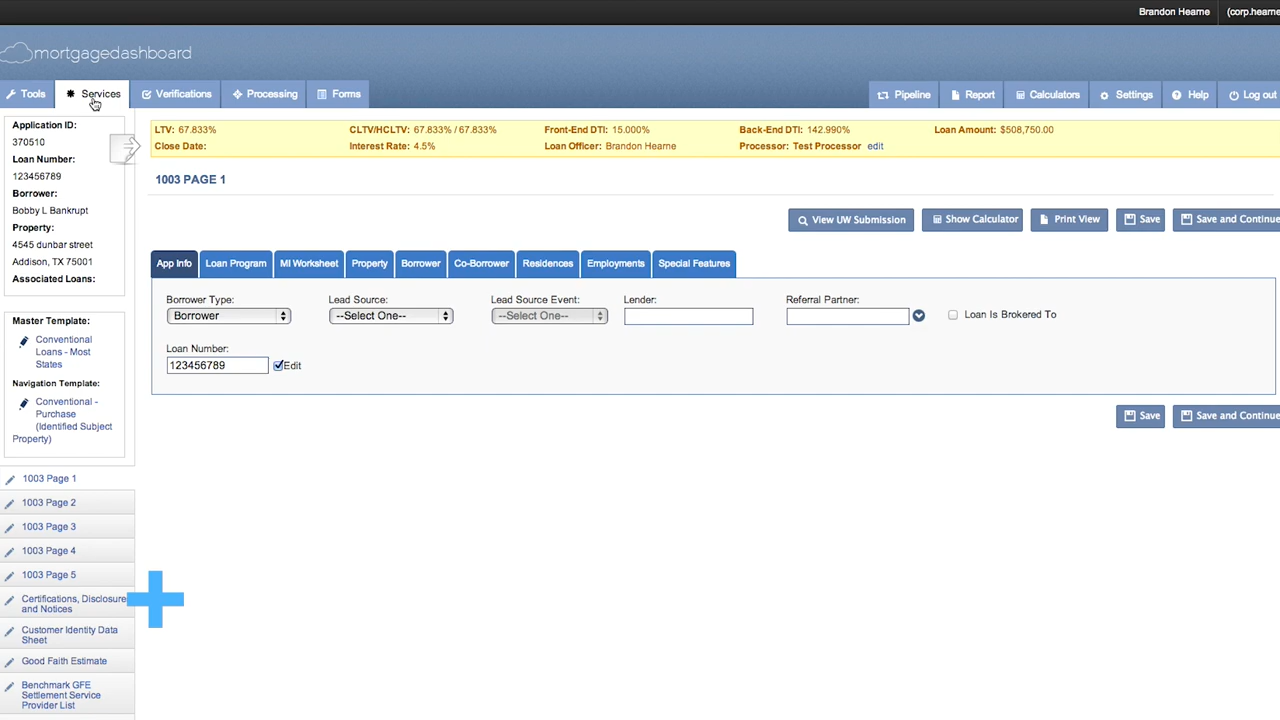 Brandon Hearne (corp.hearne
mortgagedashboard
Tools Services Verifications Processing Forms Pipeline Report Calculators Settings Help Log out
Application ID:
370510
Loan Number:
123456789
Borrower:
Bobby L Bankrupt
Property:
4545 dunbar street
Addison, TX 75001
Associated Loans:
Master Template:
Conventional
Loans - Most
States
Navigation Template:
Conventional -
Purchase
(Identified Subject
Property)
1003 Page 1
1003 Page 2
1003 Page 3
1003 Page 4
1003 Page 5
Certifications, Disclosure
and Notices
Customer Identity Data
Sheet
Good Faith Estimate
Benchmark GFE
Settlement Service
Provider List
LTV: 67.833% CLTV/HCLTV: 67.833% / 67.833% Front-End DTI: 15.000% Back-End DTI: 142.990% Loan Amount: $508,750.00
Close Date: Interest Rate: 4.5% Loan Officer: Brandon Hearne Processor: Test Processor edit
1003 PAGE 1
View UW Submission Show Calculator Print View Save Save and Continue
App Info Loan Program MI Worksheet Property Borrower Co-Borrower Residences Employments Special Features
Borrower Type: Lead Source: Lead Source Event: Lender: Referral Partner:
Borrower --Select One-- --Select One-- Loan Is Brokered To
Loan Number:
123456789 Edit
Save Save and Continue